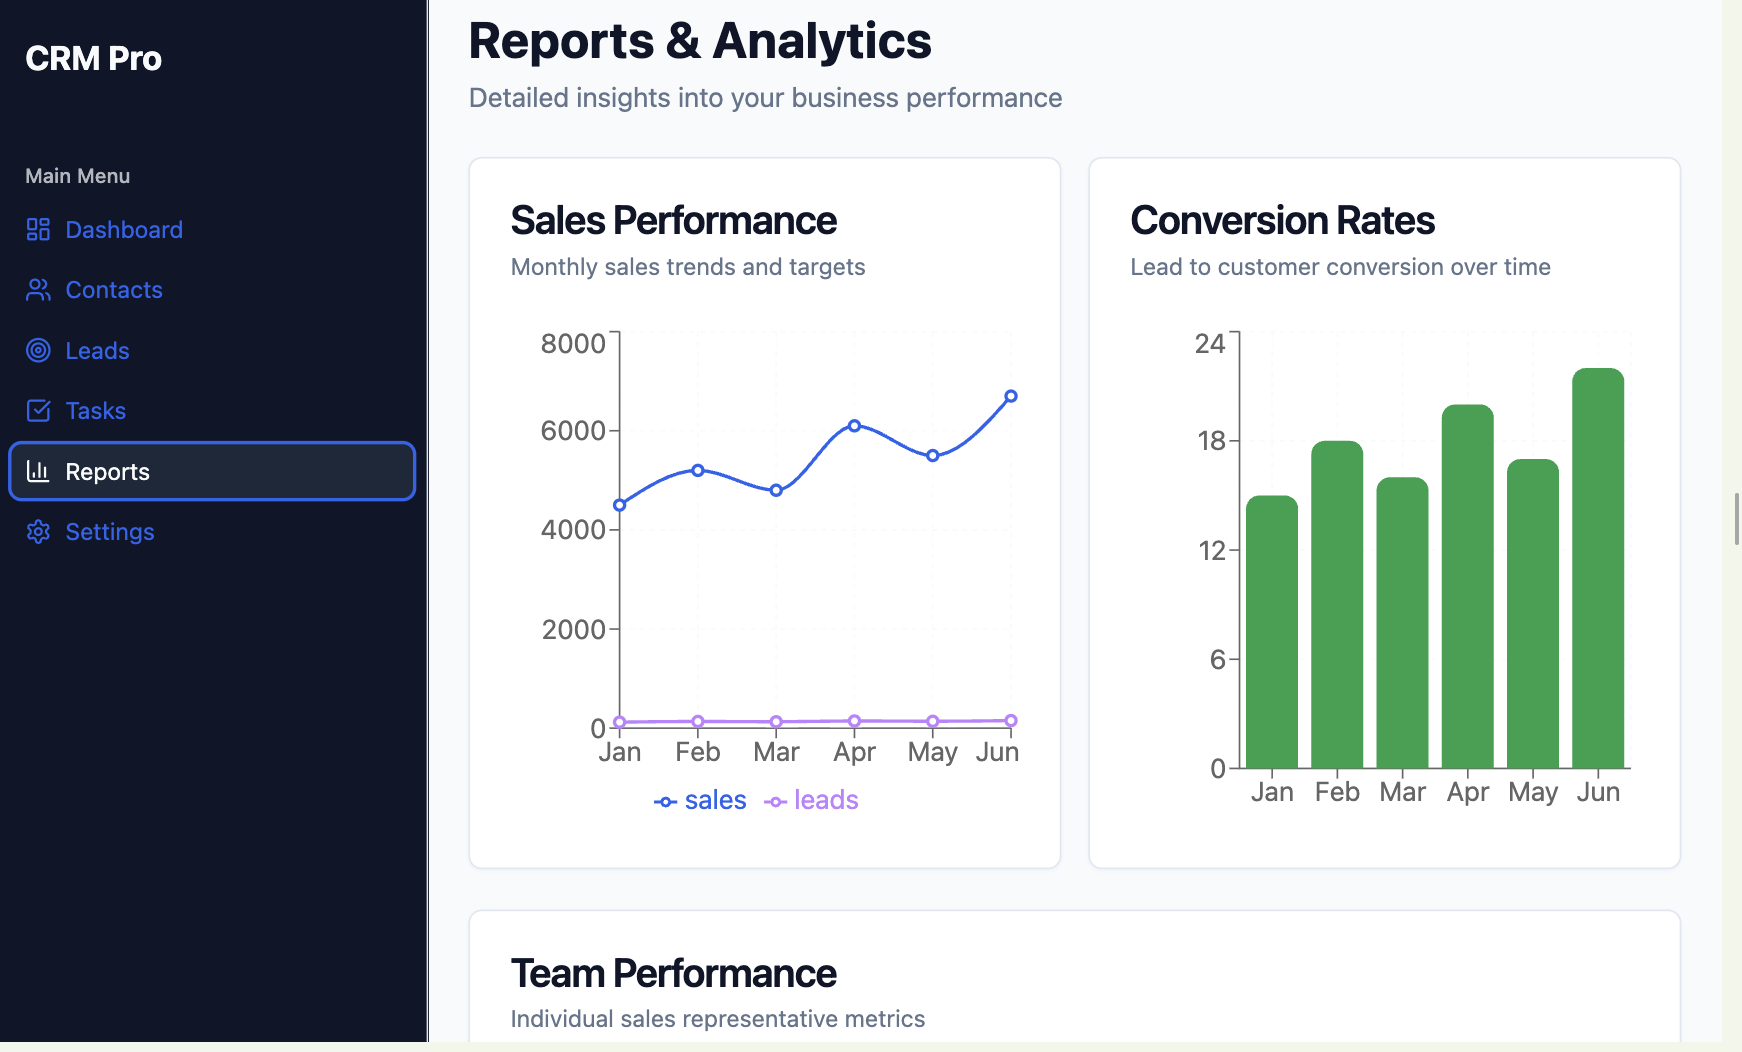 CRM Pro
Main Menu
Dashboard
Contacts
Leads
Tasks
Reports
Settings
Reports & Analytics
Detailed insights into your business performance
Sales Performance
Monthly sales trends and targets
8000
6000
4000
2000
0
Jan Feb Mar Apr May Jun
sales leads
Conversion Rates
Lead to customer conversion over time
24
18
12
6
0
Jan Feb Mar Apr May Jun
Team Performance
Individual sales representative metrics